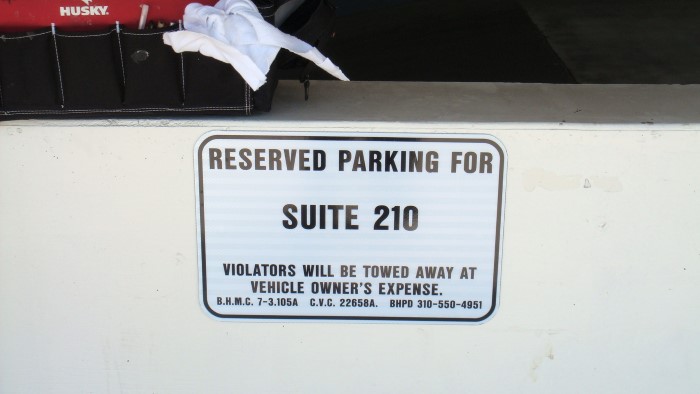 HUSKY.
RESERVED PARKING FOR
SUITE 210
VIOLATORS WILL BE TOWED AWAY AT
VEHICLE OWNER'S EXPENSE.
B.H.M.C. 7-3.105A C.V.C. 22658A. BHPD 310-550-4951